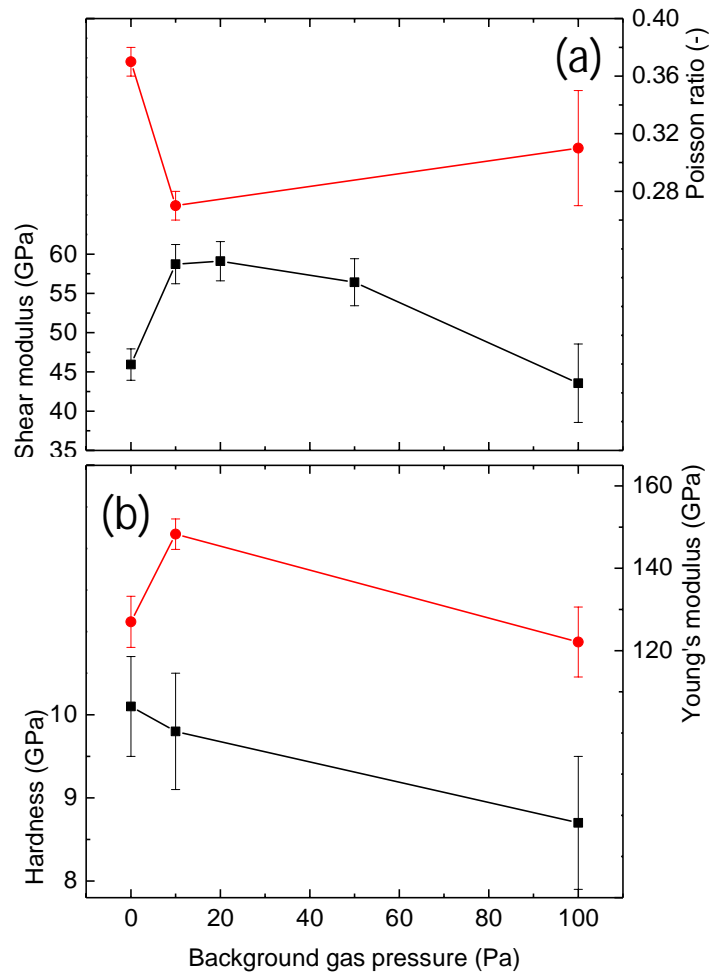 (a)
0.40
0.36
0.32
0.28
Poisson ratio (-)
60
55
50
45
40
35
Shear modulus (GPa)
(b)
160
140
120
100
Young's modulus (GPa)
10
9
8
Hardness (GPa)
0 20 40 60 80 100
Background gas pressure (Pa)